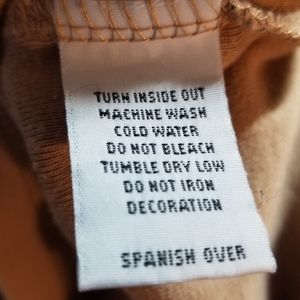 TURN INSIDE OUT
MACHINE WASH
COLD WATER
DO NOT BLEACH
TUMBLE DRY LOW
DO NOT IRON
DECORATION
SPANISH OVER